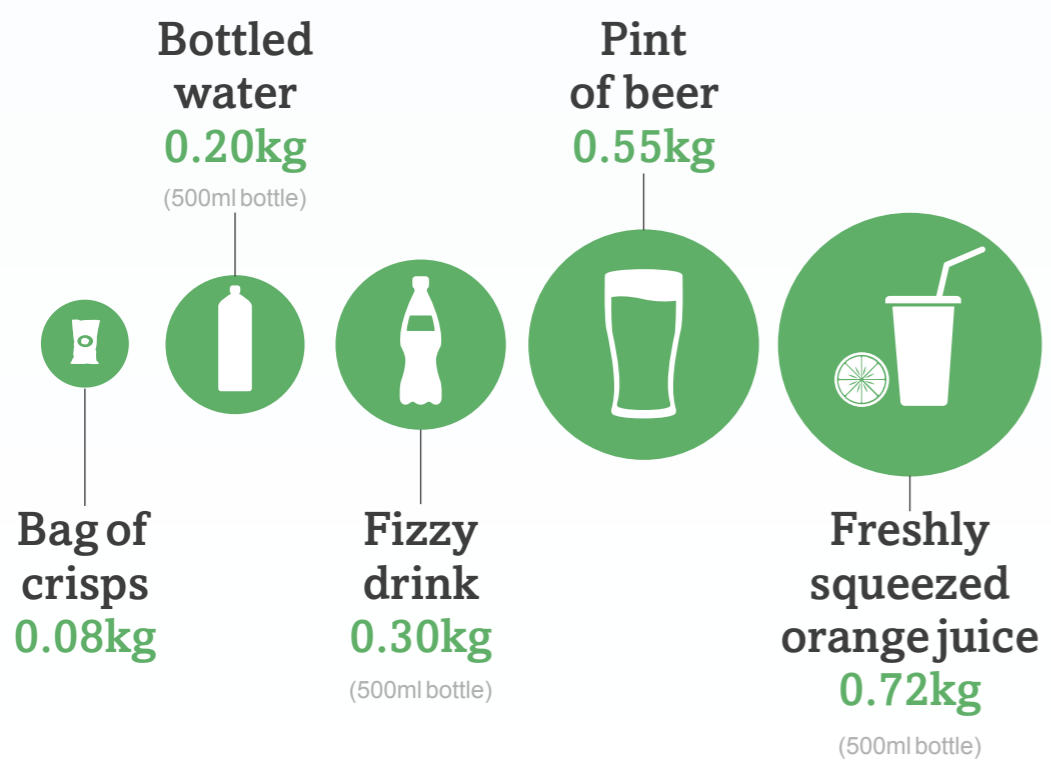 Bottled
water
0.20kg
(500ml bottle)
Pint
of beer
0.55kg
Bag of
crisps
0.08kg
Fizzy
drink
0.30kg
(500ml bottle)
Freshly
squeezed
orange juice
0.72kg
(500ml bottle)